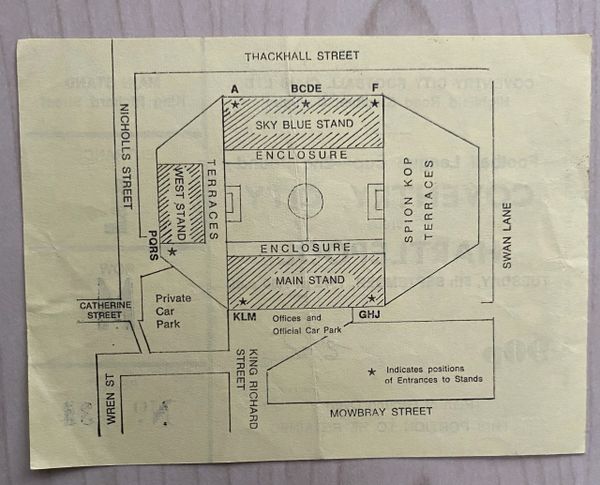 THACKHALL STREET
NICHOLLS STREET
A
BCDE
F
SKY BLUE STAND
ENCLOSURE
WEST STAND
TERRACES
SPION KOP
TERRACES
SWAN LANE
PQRS
ENCLOSURE
MAIN STAND
CATHERINE
STREET
Private
Car
Park
KLM
Offices and
Official Car Park
GHJ
KING RICHARD
STREET
WREN ST
★ Indicates positions
of Entrances to Stands
MOWBRAY STREET